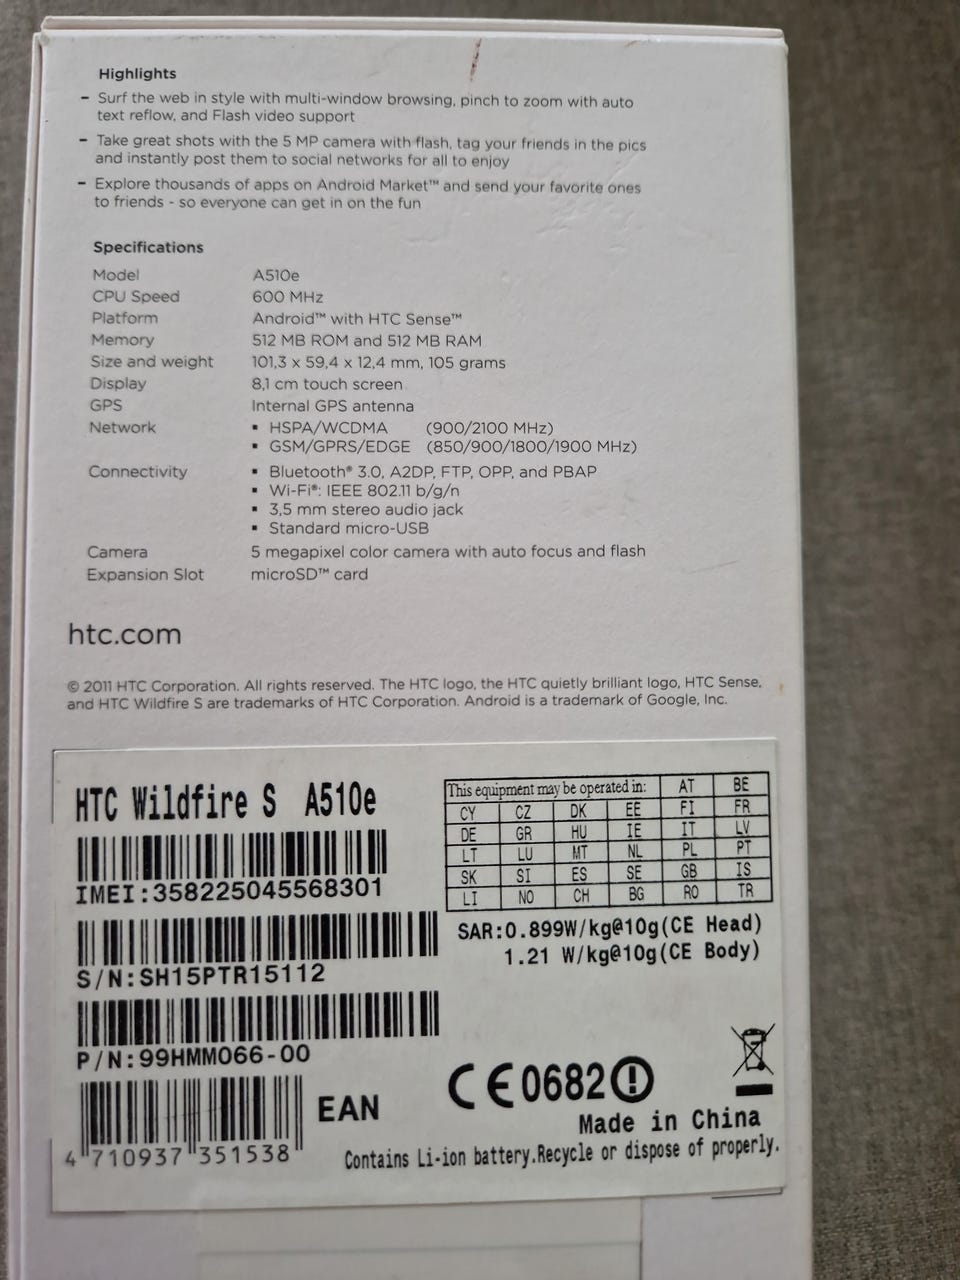 Highlights
– Surf the web in style with multi-window browsing, pinch to zoom with auto
text reflow, and Flash video support
– Take great shots with the 5 MP camera with flash, tag your friends in the pics
and instantly post them to social networks for all to enjoy
– Explore thousands of apps on Android Market™ and send your favorite ones
to friends - so everyone can get in on the fun
Specifications
Model A510e
CPU Speed 600 MHz
Platform Android™ with HTC Sense™
Memory 512 MB ROM and 512 MB RAM
Size and weight 101,3 x 59,4 x 12,4 mm, 105 grams
Display 8,1 cm touch screen
GPS Internal GPS antenna
Network ▪ HSPA/WCDMA (900/2100 MHz)
▪ GSM/GPRS/EDGE (850/900/1800/1900 MHz)
Connectivity ▪ Bluetooth® 3.0, A2DP, FTP, OPP, and PBAP
▪ Wi-Fi®: IEEE 802.11 b/g/n
▪ 3,5 mm stereo audio jack
▪ Standard micro-USB
Camera 5 megapixel color camera with auto focus and flash
Expansion Slot microSD™ card
htc.com
© 2011 HTC Corporation. All rights reserved. The HTC logo, the HTC quietly brilliant logo, HTC Sense,
and HTC Wildfire S are trademarks of HTC Corporation. Android is a trademark of Google, Inc.
HTC Wildfire S A510e
IMEI:358225045568301
S/N:SH15PTR15112
P/N:99HMM066-00
4 710937 351538
EAN
This equipment may be operated in: AT BE
CY CZ DK EE FI FR
DE GR HU IE IT LV
LT LU MT NL PL PT
SK SI ES SE GB IS
LI NO CH BG RO TR
SAR:0.899W/kg@10g(CE Head)
1.21 W/kg@10g(CE Body)
CE0682
Made in China
Contains Li-ion battery.Recycle or dispose of properly.